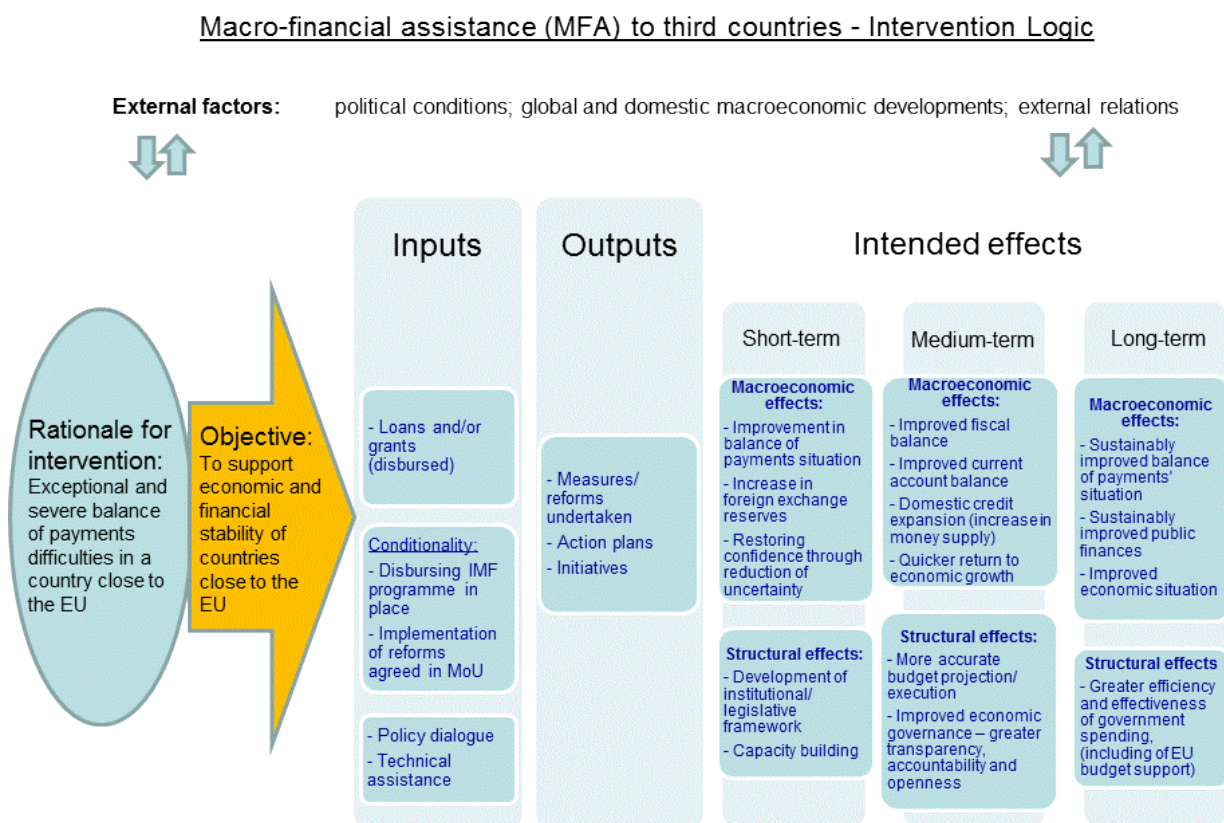 Macro-financial assistance (MFA) to third countries - Intervention Logic
External factors: political conditions; global and domestic macroeconomic developments; external relations
Rationale for
intervention:
Exceptional and
severe balance
of payments
difficulties in a
country close to
the EU
Objective:
To support
economic and
financial
stability of
countries
close to the
EU
Inputs
- Loans and/or
grants
(disbursed)
Conditionality:
- Disbursing IMF
programme in
place
- Implementation
of reforms
agreed in MoU
- Policy dialogue
- Technical
assistance
Outputs
- Measures/
reforms
undertaken
- Action plans
- Initiatives
Intended effects
Short-term
Macroeconomic
effects:
- Improvement in
balance of
payments situation
- Increase in
foreign exchange
reserves
- Restoring
confidence through
reduction of
uncertainty
Structural effects:
- Development of
institutional/
legislative
framework
- Capacity building
Medium-term
Macroeconomic
effects:
- Improved fiscal
balance
- Improved current
account balance
- Domestic credit
expansion (increase in
money supply)
- Quicker return to
economic growth
Structural effects:
- More accurate
budget projection/
execution
- Improved economic
governance – greater
transparency,
accountability and
openness
Long-term
Macroeconomic
effects:
- Sustainably
improved balance
of payments'
situation
- Sustainably
improved public
finances
- Improved
economic situation
Structural effects
- Greater efficiency
and effectiveness
of government
spending,
(including of EU
budget support)